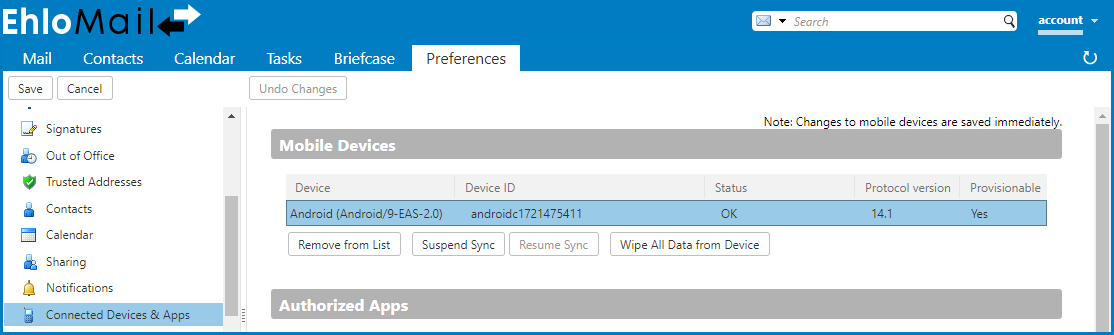 EhloMail
Search
account
Mail Contacts Calendar Tasks Briefcase Preferences
Save Cancel Undo Changes
Signatures
Out of Office
Trusted Addresses
Contacts
Calendar
Sharing
Notifications
Connected Devices & Apps
Note: Changes to mobile devices are saved immediately.
Mobile Devices
Device Device ID Status Protocol version Provisionable
Android (Android/9-EAS-2.0) androidc1721475411 OK 14.1 Yes
Remove from List Suspend Sync Resume Sync Wipe All Data from Device
Authorized Apps